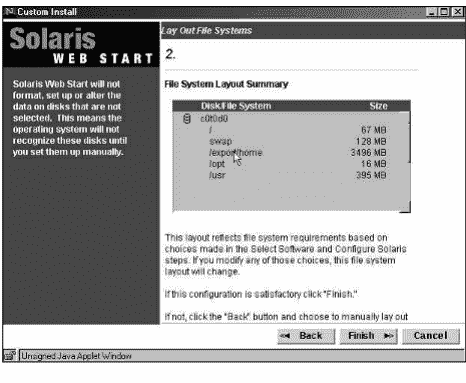 Custom Install
Solaris
WEB START
Solaris Web Start will not
format, set up or alter the
data on disks that are not
selected. This means the
operating system will not
recognize these disks until
you set them up manually.
Lay Out File Systems
2.
File System Layout Summary
Disk/File System Size
c0t0d0
/ 67 MB
swap 128 MB
/export/home 3496 MB
/opt 16 MB
/usr 395 MB
This layout reflects file system requirements based on
choices made in the Select Software and Configure Solaris
steps. If you modify any of those choices, this file system
layout will change.
If this configuration is satisfactory click "Finish."
If not, click the "Back" button and choose to manually lay out
Back Finish Cancel
Unsigned Java Applet Window